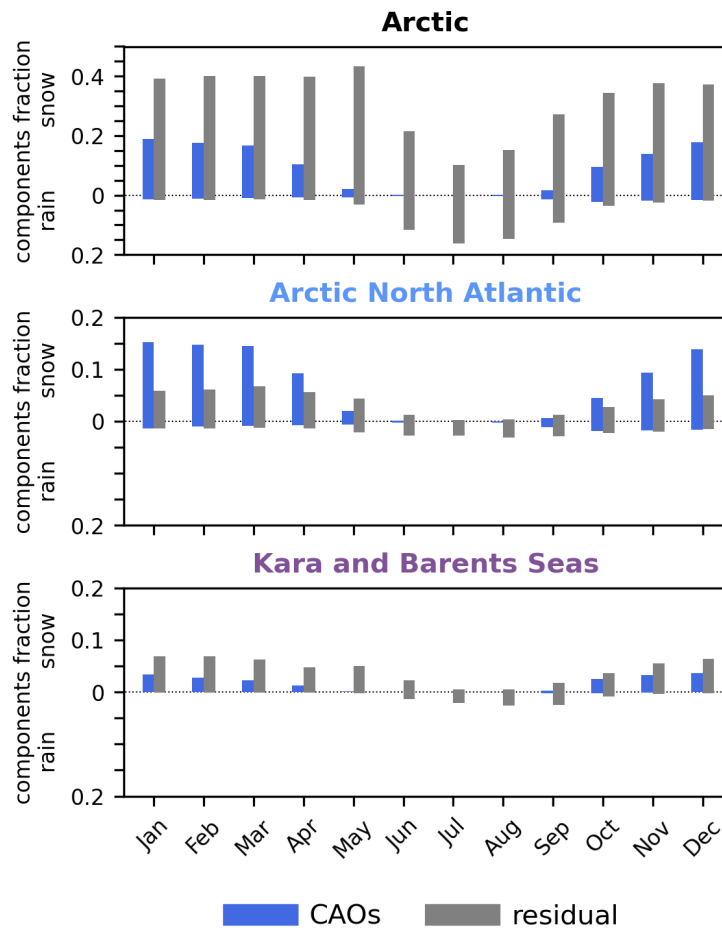 Arctic
components fraction
rain snow
0.4
0.2
0
0.2
Arctic North Atlantic
components fraction
rain snow
0.2
0.1
0
0.2
Kara and Barents Seas
components fraction
rain snow
0.2
0.1
0
0.2
Jan Feb Mar Apr May Jun Jul Aug Sep Oct Nov Dec
CAOs residual